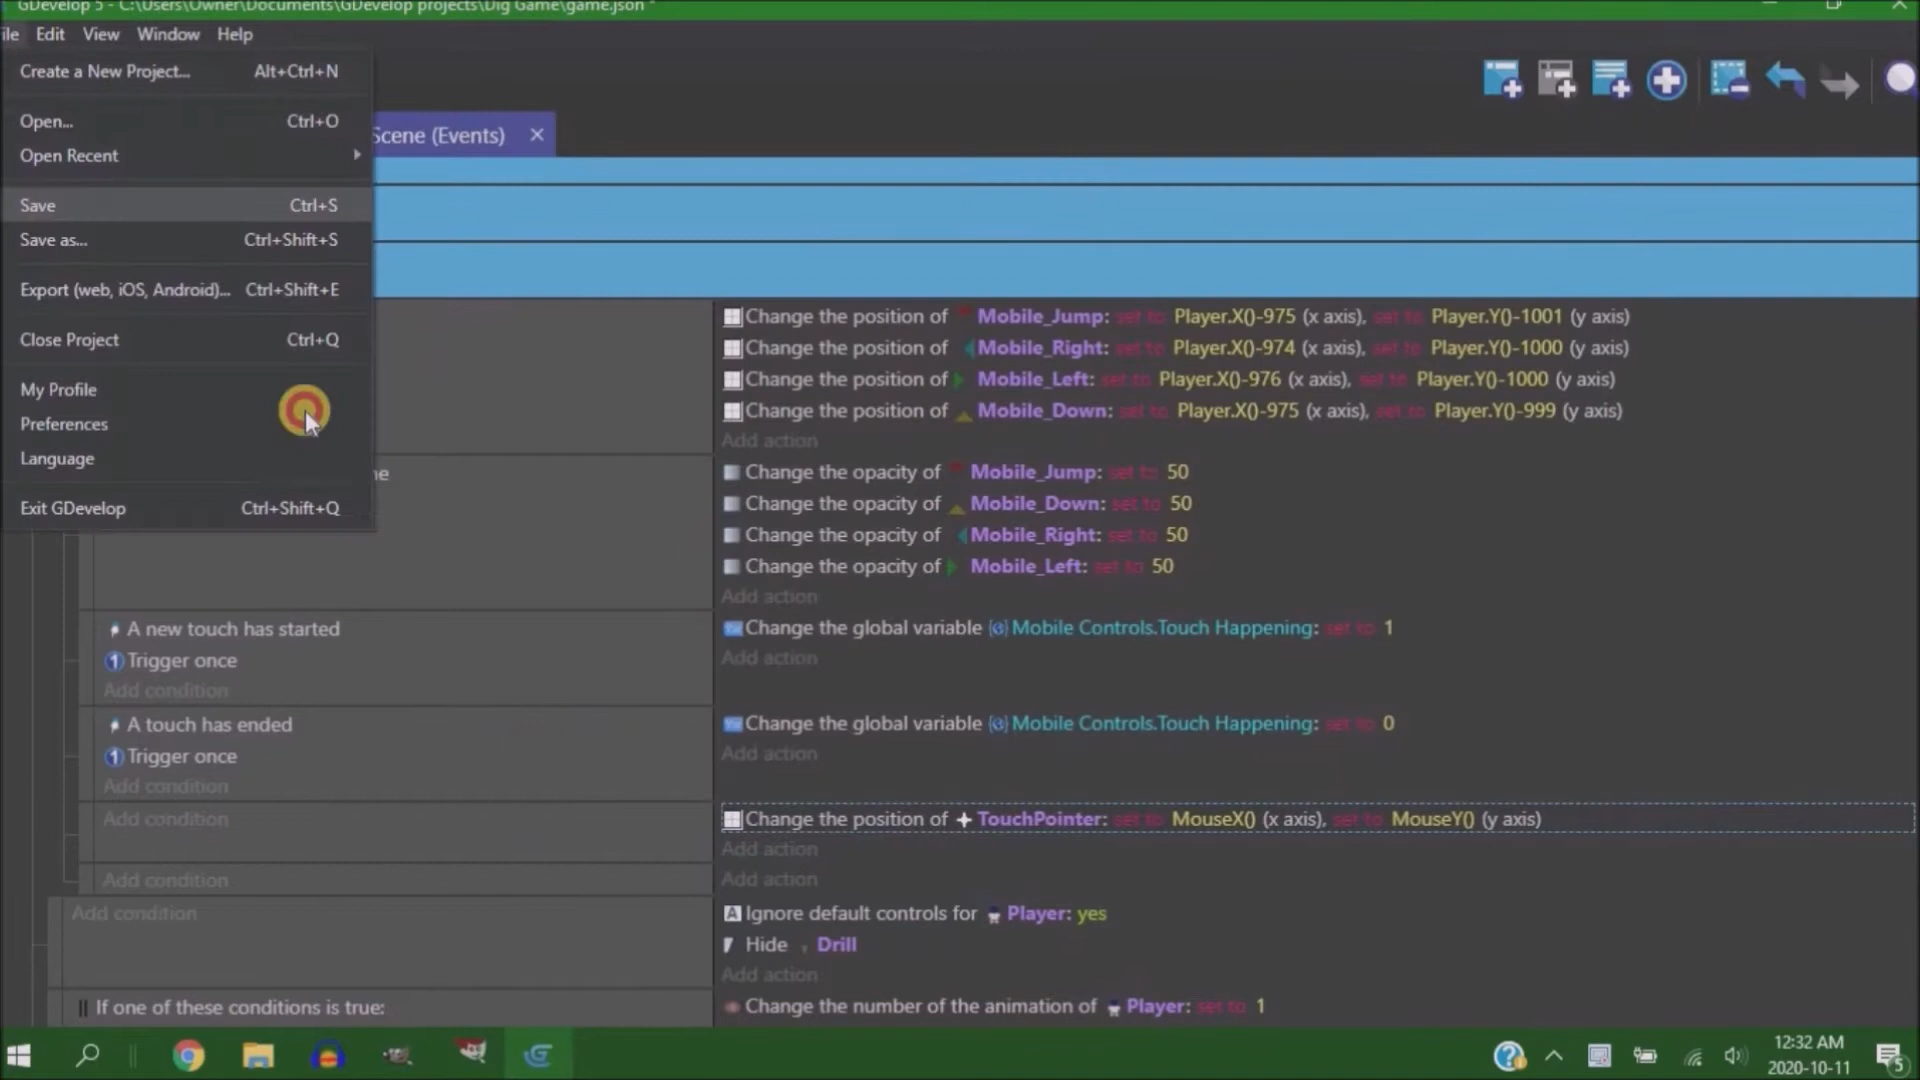 GDevelop 5 - C:\Users\Owner\Documents\GDevelop projects\Dig Game\game.json *
ile Edit View Window Help
Create a New Project... Alt+Ctrl+N
Open... Ctrl+O
Open Recent
Save Ctrl+S
Save as... Ctrl+Shift+S
Export (web, iOS, Android)... Ctrl+Shift+E
Close Project Ctrl+Q
My Profile
Preferences
Language
Exit GDevelop Ctrl+Shift+Q
Scene (Events)
Change the position of Mobile_Jump: set to Player.X()-975 (x axis), set to Player.Y()-1001 (y axis)
Change the position of Mobile_Right: set to Player.X()-974 (x axis), set to Player.Y()-1000 (y axis)
Change the position of Mobile_Left: set to Player.X()-976 (x axis), set to Player.Y()-1000 (y axis)
Change the position of Mobile_Down: set to Player.X()-975 (x axis), set to Player.Y()-999 (y axis)
Add action
ne
Change the opacity of Mobile_Jump: set to 50
Change the opacity of Mobile_Down: set to 50
Change the opacity of Mobile_Right: set to 50
Change the opacity of Mobile_Left: set to 50
Add action
A new touch has started
Trigger once
Add condition
Change the global variable Mobile Controls.Touch Happening: set to 1
Add action
A touch has ended
Trigger once
Add condition
Change the global variable Mobile Controls.Touch Happening: set to 0
Add action
Add condition
Change the position of TouchPointer: set to MouseX() (x axis), set to MouseY() (y axis)
Add action
Add condition
Add action
Add condition
Ignore default controls for Player: yes
Hide Drill
Add action
If one of these conditions is true:
Change the number of the animation of Player: set to 1
12:32 AM
2020-10-11
5